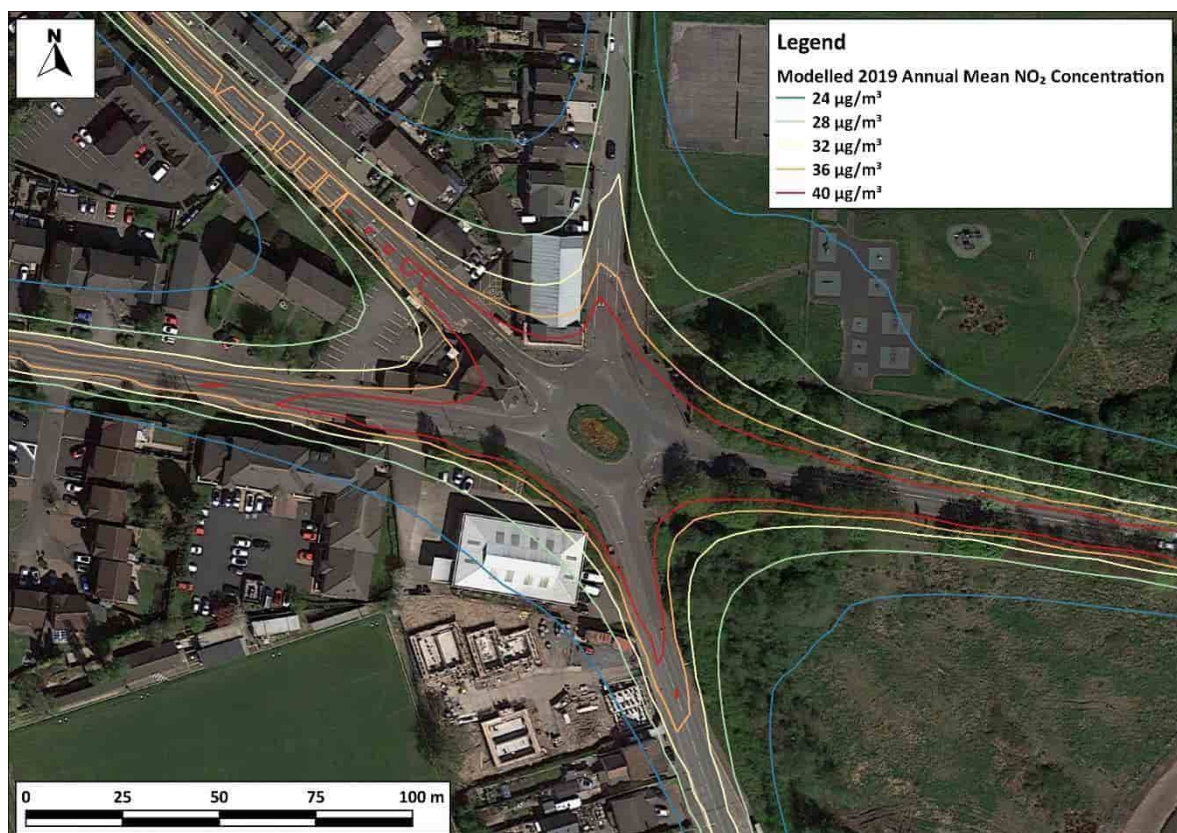 N
Legend
Modelled 2019 Annual Mean NO₂ Concentration
24 μg/m³
28 μg/m³
32 μg/m³
36 μg/m³
40 μg/m³
0 25 50 75 100 m